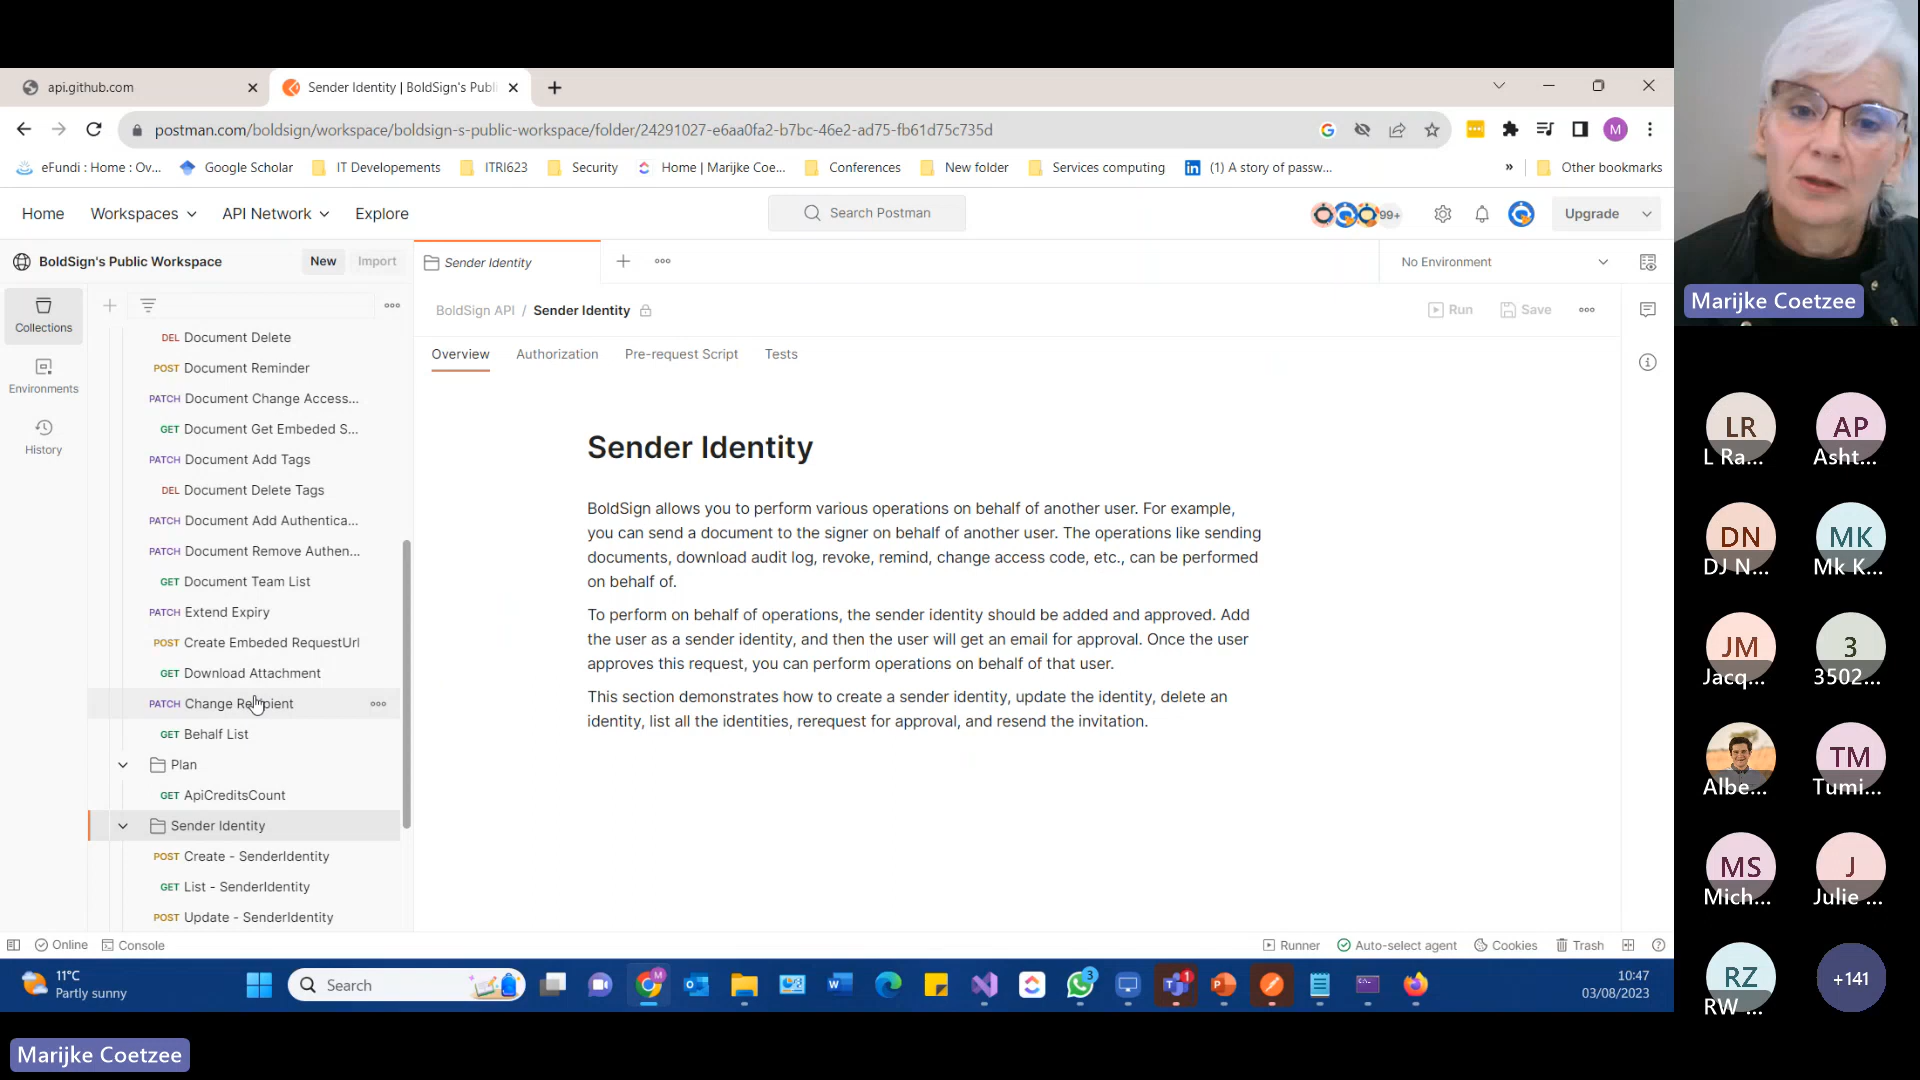 api.github.com
Sender Identity | BoldSign's Publi
postman.com/boldsign/workspace/boldsign-s-public-workspace/folder/24291027-e6aa0fa2-b7bc-46e2-ad75-fb61d75c735d
M
eFundi : Home : Ov...
Google Scholar
IT Developements
ITRI623
Security
Home | Marijke Coe...
Conferences
New folder
Services computing
(1) A story of passw...
»
Other bookmarks
Home
Workspaces
API Network
Explore
Search Postman
99+
Upgrade
BoldSign's Public Workspace
New
Import
Sender Identity
No Environment
Collections
Environments
History
BoldSign API / Sender Identity
Run
Save
Overview
Authorization
Pre-request Script
Tests
DEL Document Delete
POST Document Reminder
PATCH Document Change Access...
GET Document Get Embeded S...
PATCH Document Add Tags
DEL Document Delete Tags
PATCH Document Add Authentica...
PATCH Document Remove Authen...
GET Document Team List
PATCH Extend Expiry
POST Create Embeded RequestUrl
GET Download Attachment
PATCH Change Recipient
GET Behalf List
Plan
GET ApiCreditsCount
Sender Identity
POST Create - SenderIdentity
GET List - SenderIdentity
POST Update - SenderIdentity
Sender Identity
BoldSign allows you to perform various operations on behalf of another user. For example,
you can send a document to the signer on behalf of another user. The operations like sending
documents, download audit log, revoke, remind, change access code, etc., can be performed
on behalf of.
To perform on behalf of operations, the sender identity should be added and approved. Add
the user as a sender identity, and then the user will get an email for approval. Once the user
approves this request, you can perform operations on behalf of that user.
This section demonstrates how to create a sender identity, update the identity, delete an
identity, list all the identities, rerequest for approval, and resend the invitation.
Online
Console
Runner
Auto-select agent
Cookies
Trash
11°C
Partly sunny
Search
3
1
10:47
03/08/2023
Marijke Coetzee
Marijke Coetzee
LR
L Ra...
AP
Asht...
DN
DJ N...
MK
Mk K...
JM
Jacq...
3
3502...
Albe...
TM
Tumi...
MS
Mich...
J
Julie ...
RZ
RW ...
+141